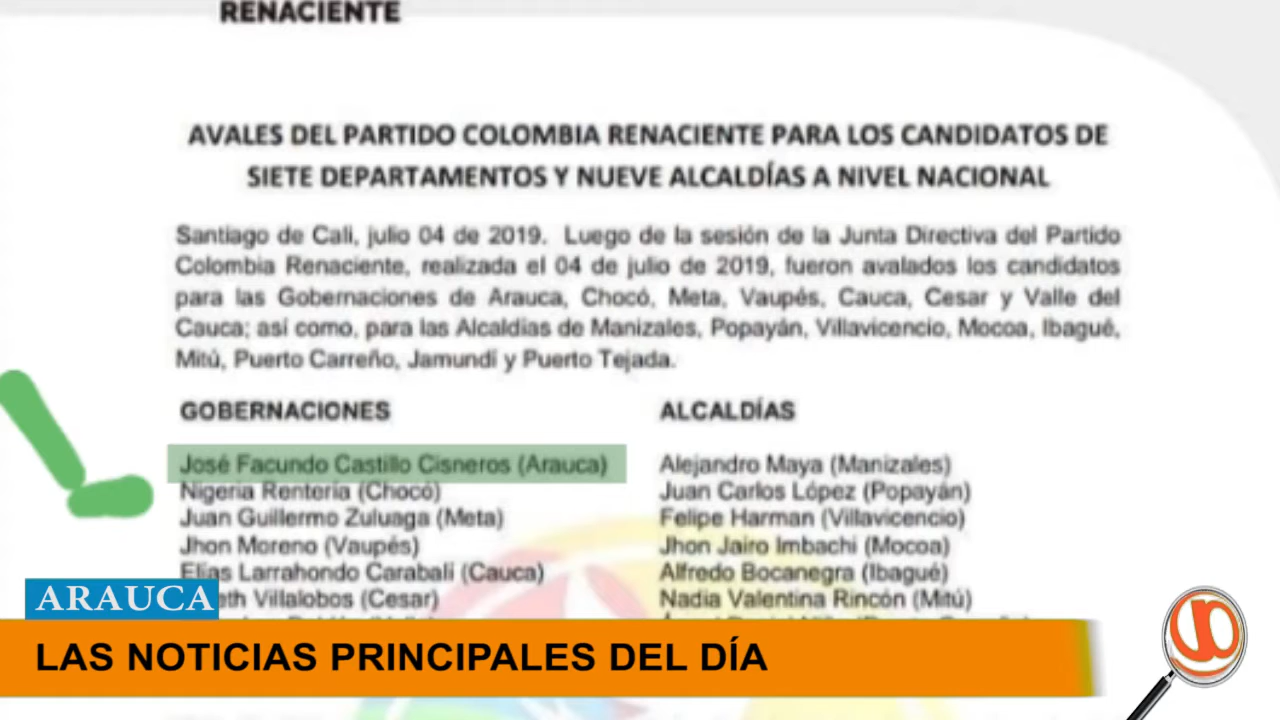 RENACIENTE
AVALES DEL PARTIDO COLOMBIA RENACIENTE PARA LOS CANDIDATOS DE
SIETE DEPARTAMENTOS Y NUEVE ALCALDÍAS A NIVEL NACIONAL
Santiago de Cali, julio 04 de 2019. Luego de la sesión de la Junta Directiva del Partido
Colombia Renaciente, realizada el 04 de julio de 2019, fueron avalados los candidatos
para las Gobernaciones de Arauca, Chocó, Meta, Vaupés, Cauca, Cesar y Valle del
Cauca; así como, para las Alcaldías de Manizales, Popayán, Villavicencio, Mocoa, Ibagué,
Mitú, Puerto Carreño, Jamundí y Puerto Tejada.
GOBERNACIONES
José Facundo Castillo Cisneros (Arauca)
Nigeria Rentería (Chocó)
Juan Guillermo Zuluaga (Meta)
Jhon Moreno (Vaupés)
Elías Larrahondo Carabalí (Cauca)
Villalobos (Cesar)
ALCALDÍAS
Alejandro Maya (Manizales)
Juan Carlos López (Popayán)
Felipe Harman (Villavicencio)
Jhon Jairo Imbachi (Mocoa)
Alfredo Bocanegra (Ibagué)
Nadia Valentina Rincón (Mitú)
ARAUCA
LAS NOTICIAS PRINCIPALES DEL DÍA